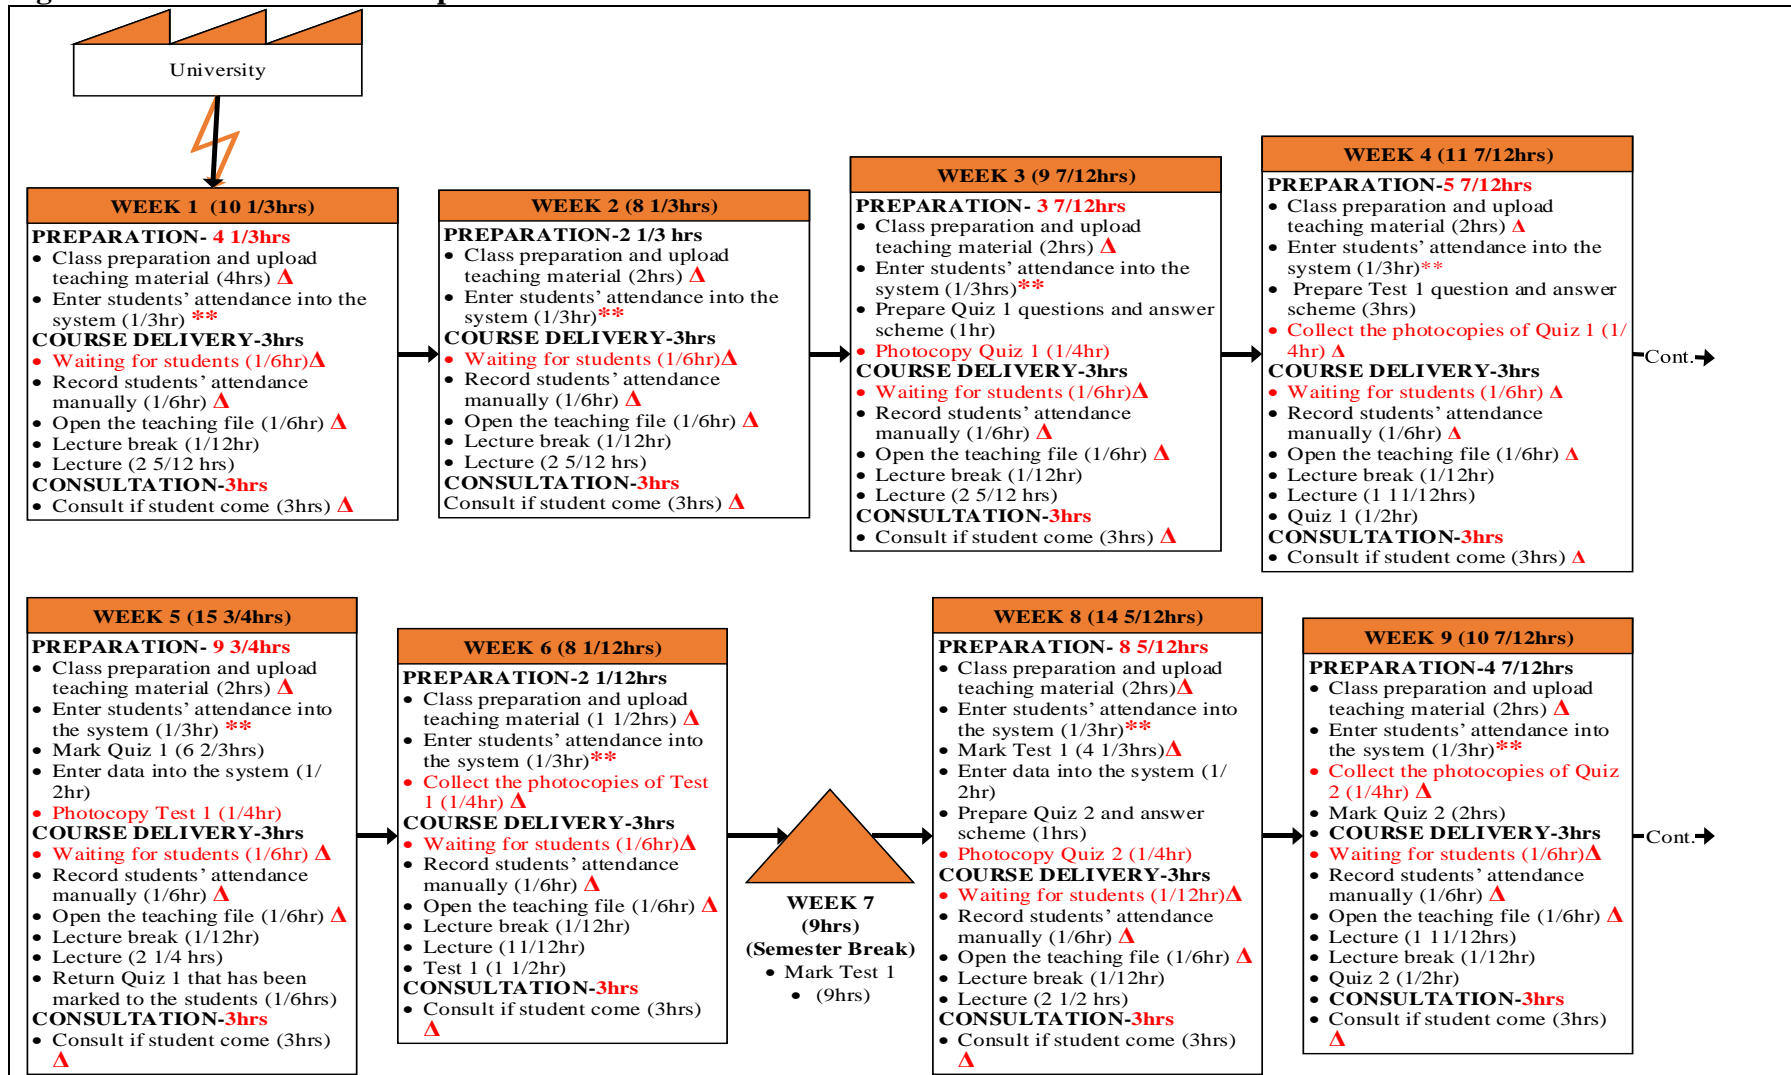 University
WEEK 1 (10 1/3hrs)
PREPARATION- 4 1/3hrs
• Class preparation and upload
teaching material (4hrs) Δ
• Enter students’ attendance into the
system (1/3hr) **
COURSE DELIVERY-3hrs
• Waiting for students (1/6hr)Δ
• Record students’ attendance
manually (1/6hr) Δ
• Open the teaching file (1/6hr) Δ
• Lecture break (1/12hr)
• Lecture (2 5/12 hrs)
CONSULTATION-3hrs
• Consult if student come (3hrs) Δ
WEEK 2 (8 1/3hrs)
PREPARATION-2 1/3 hrs
• Class preparation and upload
teaching material (2hrs) Δ
• Enter students’ attendance into the
system (1/3hr)**
COURSE DELIVERY-3hrs
• Waiting for students (1/6hr)Δ
• Record students’ attendance
manually (1/6hr) Δ
• Open the teaching file (1/6hr) Δ
• Lecture break (1/12hr)
• Lecture (2 5/12 hrs)
CONSULTATION-3hrs
Consult if student come (3hrs) Δ
WEEK 3 (9 7/12hrs)
PREPARATION- 3 7/12hrs
• Class preparation and upload
teaching material (2hrs) Δ
• Enter students’ attendance into the
system (1/3hrs)**
• Prepare Quiz 1 questions and answer
scheme (1hr)
• Photocopy Quiz 1 (1/4hr)
COURSE DELIVERY-3hrs
• Waiting for students (1/6hr)Δ
• Record students’ attendance
manually (1/6hr) Δ
• Open the teaching file (1/6hr) Δ
• Lecture break (1/12hr)
• Lecture (2 5/12 hrs)
CONSULTATION-3hrs
• Consult if student come (3hrs) Δ
WEEK 4 (11 7/12hrs)
PREPARATION-5 7/12hrs
• Class preparation and upload
teaching material (2hrs) Δ
• Enter students’ attendance into the
system (1/3hr)**
• Prepare Test 1 question and answer
scheme (3hrs)
• Collect the photocopies of Quiz 1 (1/
4hr) Δ
COURSE DELIVERY-3hrs
• Waiting for students (1/6hr) Δ
• Record students’ attendance
manually (1/6hr) Δ
• Open the teaching file (1/6hr) Δ
• Lecture break (1/12hr)
• Lecture (1 11/12hrs)
• Quiz 1 (1/2hr)
CONSULTATION-3hrs
• Consult if student come (3hrs) Δ
Cont.
WEEK 5 (15 3/4hrs)
PREPARATION- 9 3/4hrs
• Class preparation and upload
teaching material (2hrs) Δ
• Enter students’ attendance into
the system (1/3hr) **
• Mark Quiz 1 (6 2/3hrs)
• Enter data into the system (1/
2hr)
• Photocopy Test 1 (1/4hr)
COURSE DELIVERY-3hrs
• Waiting for students (1/6hr) Δ
• Record students’ attendance
manually (1/6hr) Δ
• Open the teaching file (1/6hr) Δ
• Lecture break (1/12hr)
• Lecture (2 1/4 hrs)
• Return Quiz 1 that has been
marked to the students (1/6hrs)
CONSULTATION-3hrs
• Consult if student come (3hrs)
Δ
WEEK 6 (8 1/12hrs)
PREPARATION-2 1/12hrs
• Class preparation and upload
teaching material (1 1/2hrs) Δ
• Enter students’ attendance into
the system (1/3hr)**
• Collect the photocopies of Test
1 (1/4hr) Δ
COURSE DELIVERY-3hrs
• Waiting for students (1/6hr)Δ
• Record students’ attendance
manually (1/6hr) Δ
• Open the teaching file (1/6hr) Δ
• Lecture break (1/12hr)
• Lecture (11/12hr)
• Test 1 (1 1/2hr)
CONSULTATION-3hrs
• Consult if student come (3hrs)
Δ
WEEK 7
(9hrs)
(Semester Break)
• Mark Test 1
• (9hrs)
WEEK 8 (14 5/12hrs)
PREPARATION- 8 5/12hrs
• Class preparation and upload
teaching material (2hrs)Δ
• Enter students’ attendance into
the system (1/3hr)**
• Mark Test 1 (4 1/3hrs)Δ
• Enter data into the system (1/
2hr)
• Prepare Quiz 2 and answer
scheme (1hrs)
• Photocopy Quiz 2 (1/4hr)
COURSE DELIVERY-3hrs
• Waiting for students (1/12hr)Δ
• Record students’ attendance
manually (1/6hr) Δ
• Open the teaching file (1/6hr) Δ
• Lecture break (1/12hr)
• Lecture (2 1/2 hrs)
CONSULTATION-3hrs
• Consult if student come (3hrs)
Δ
WEEK 9 (10 7/12hrs)
PREPARATION-4 7/12hrs
• Class preparation and upload
teaching material (2hrs) Δ
• Enter students’ attendance into
the system (1/3hr)**
• Collect the photocopies of Quiz
2 (1/4hr) Δ
• Mark Quiz 2 (2hrs)
• COURSE DELIVERY-3hrs
• Waiting for students (1/6hr)Δ
• Record students’ attendance
manually (1/6hr) Δ
• Open the teaching file (1/6hr) Δ
• Lecture (1 11/12hrs)
• Lecture break (1/12hr)
• Quiz 2 (1/2hr)
• CONSULTATION-3hrs
• Consult if student come (3hrs)
Δ
Cont.